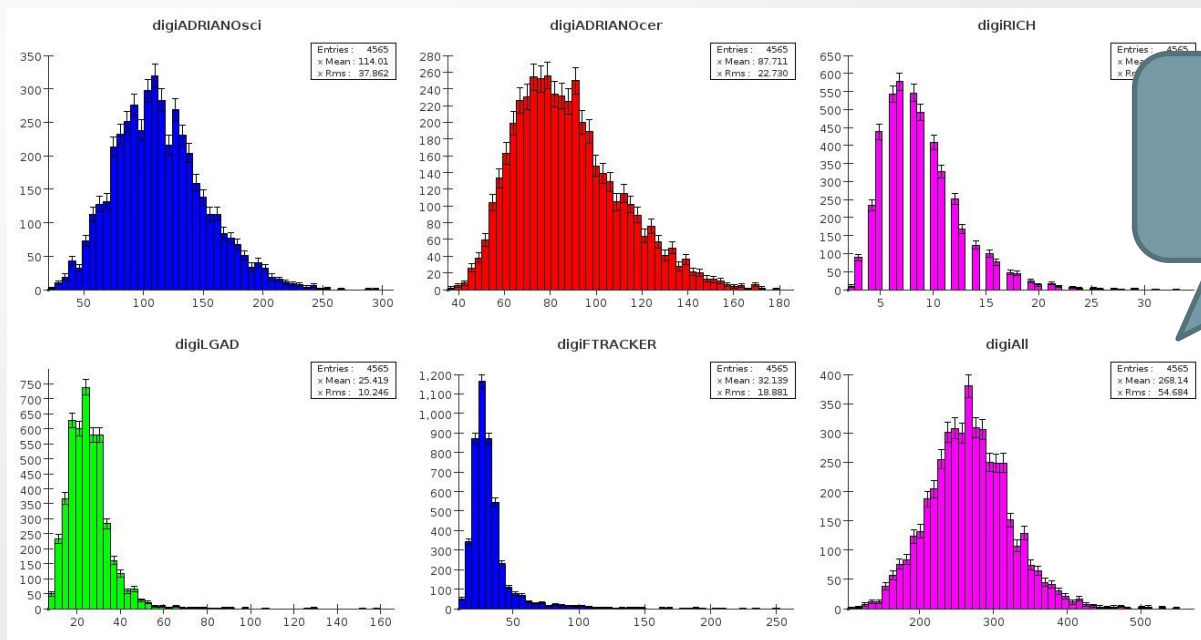 digiADRIANOsci
Entries : 4565
x Mean : 114.01
x Rms : 37.862
350
300
250
200
150
100
50
0
50 100 150 200 250 300
digiADRIANOcer
Entries : 4565
x Mean : 87.711
x Rms : 22.730
280
260
240
220
200
180
160
140
120
100
80
60
40
20
0
40 60 80 100 120 140 160 180
digiRICH
Entries : 4565
650
600
550
500
450
400
350
300
250
200
150
100
50
0
5 10 15 20 25 30
digiLGAD
Entries : 4565
x Mean : 25.419
x Rms : 10.246
750
700
650
600
550
500
450
400
350
300
250
200
150
100
50
0
20 40 60 80 100 120 140 160
digiFTRACKER
Entries : 4565
x Mean : 32.139
x Rms : 18.881
1,200
1,100
1,000
900
800
700
600
500
400
300
200
100
0
50 100 150 200 250
digiAll
Entries : 4565
x Mean : 268.14
x Rms : 54.684
400
350
300
250
200
150
100
50
0
200 300 400 500